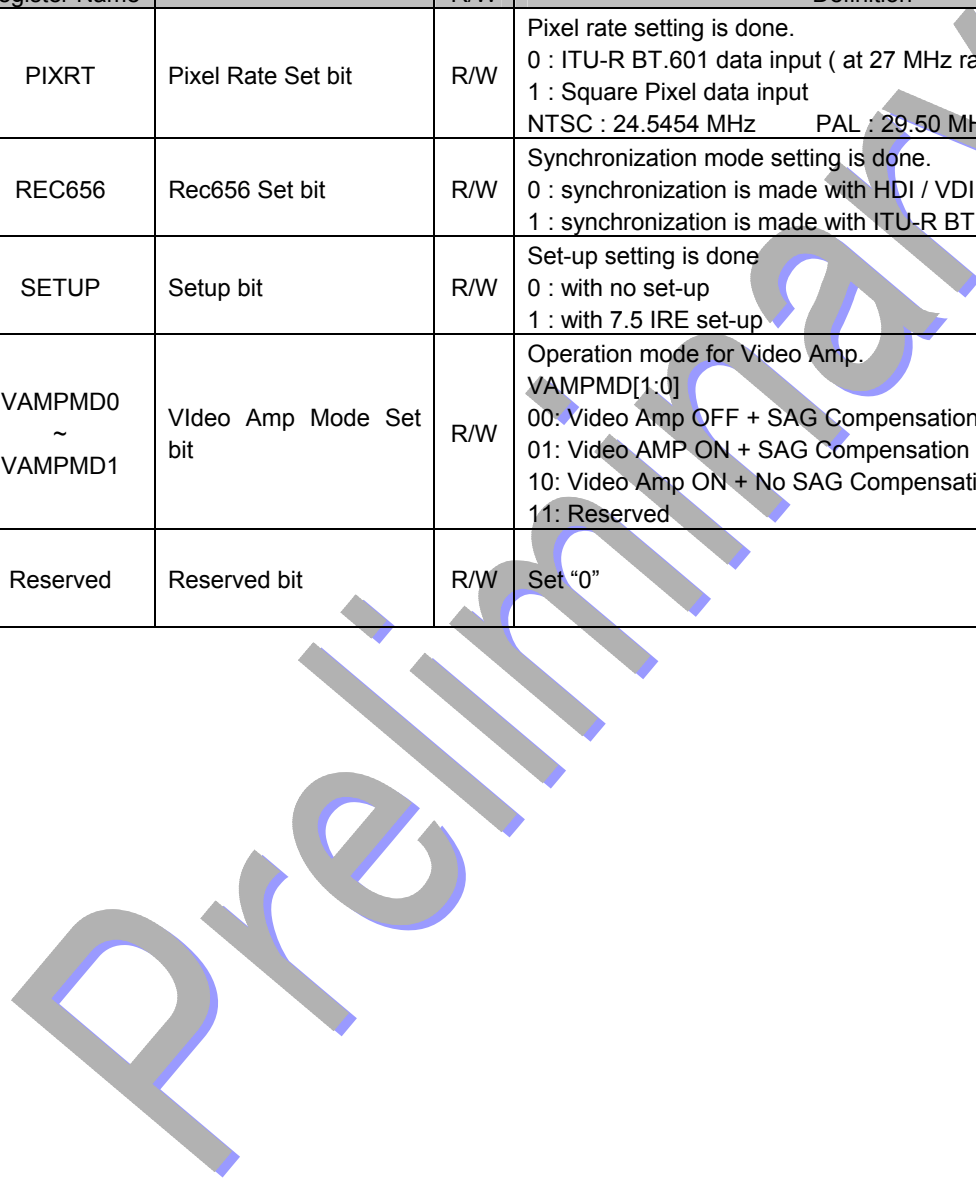 R/W Definition
PIXRT Pixel Rate Set bit R/W Pixel rate setting is done.
0 : ITU-R BT.601 data input ( at 27 MHz
1 : Square Pixel data input
NTSC : 24.5454 MHz PAL : 29.50
REC656 Rec656 Set bit R/W Synchronization mode setting is done.
0 : synchronization is made with HDI / VDI
1 : synchronization is made with ITU-R BT
SETUP Setup bit R/W Set-up setting is done
0 : with no set-up
1 : with 7.5 IRE set-up
VAMPMD0
~
VAMPMD1
VIdeo Amp Mode Set
bit
R/W
Operation mode for Video Amp.
VAMPMD[1:0]
00: Video Amp OFF + SAG Compensation
01: Video AMP ON + SAG Compensation
10: Video Amp ON + No SAG
11: Reserved
Reserved Reserved bit R/W Set “0”
Preliminary